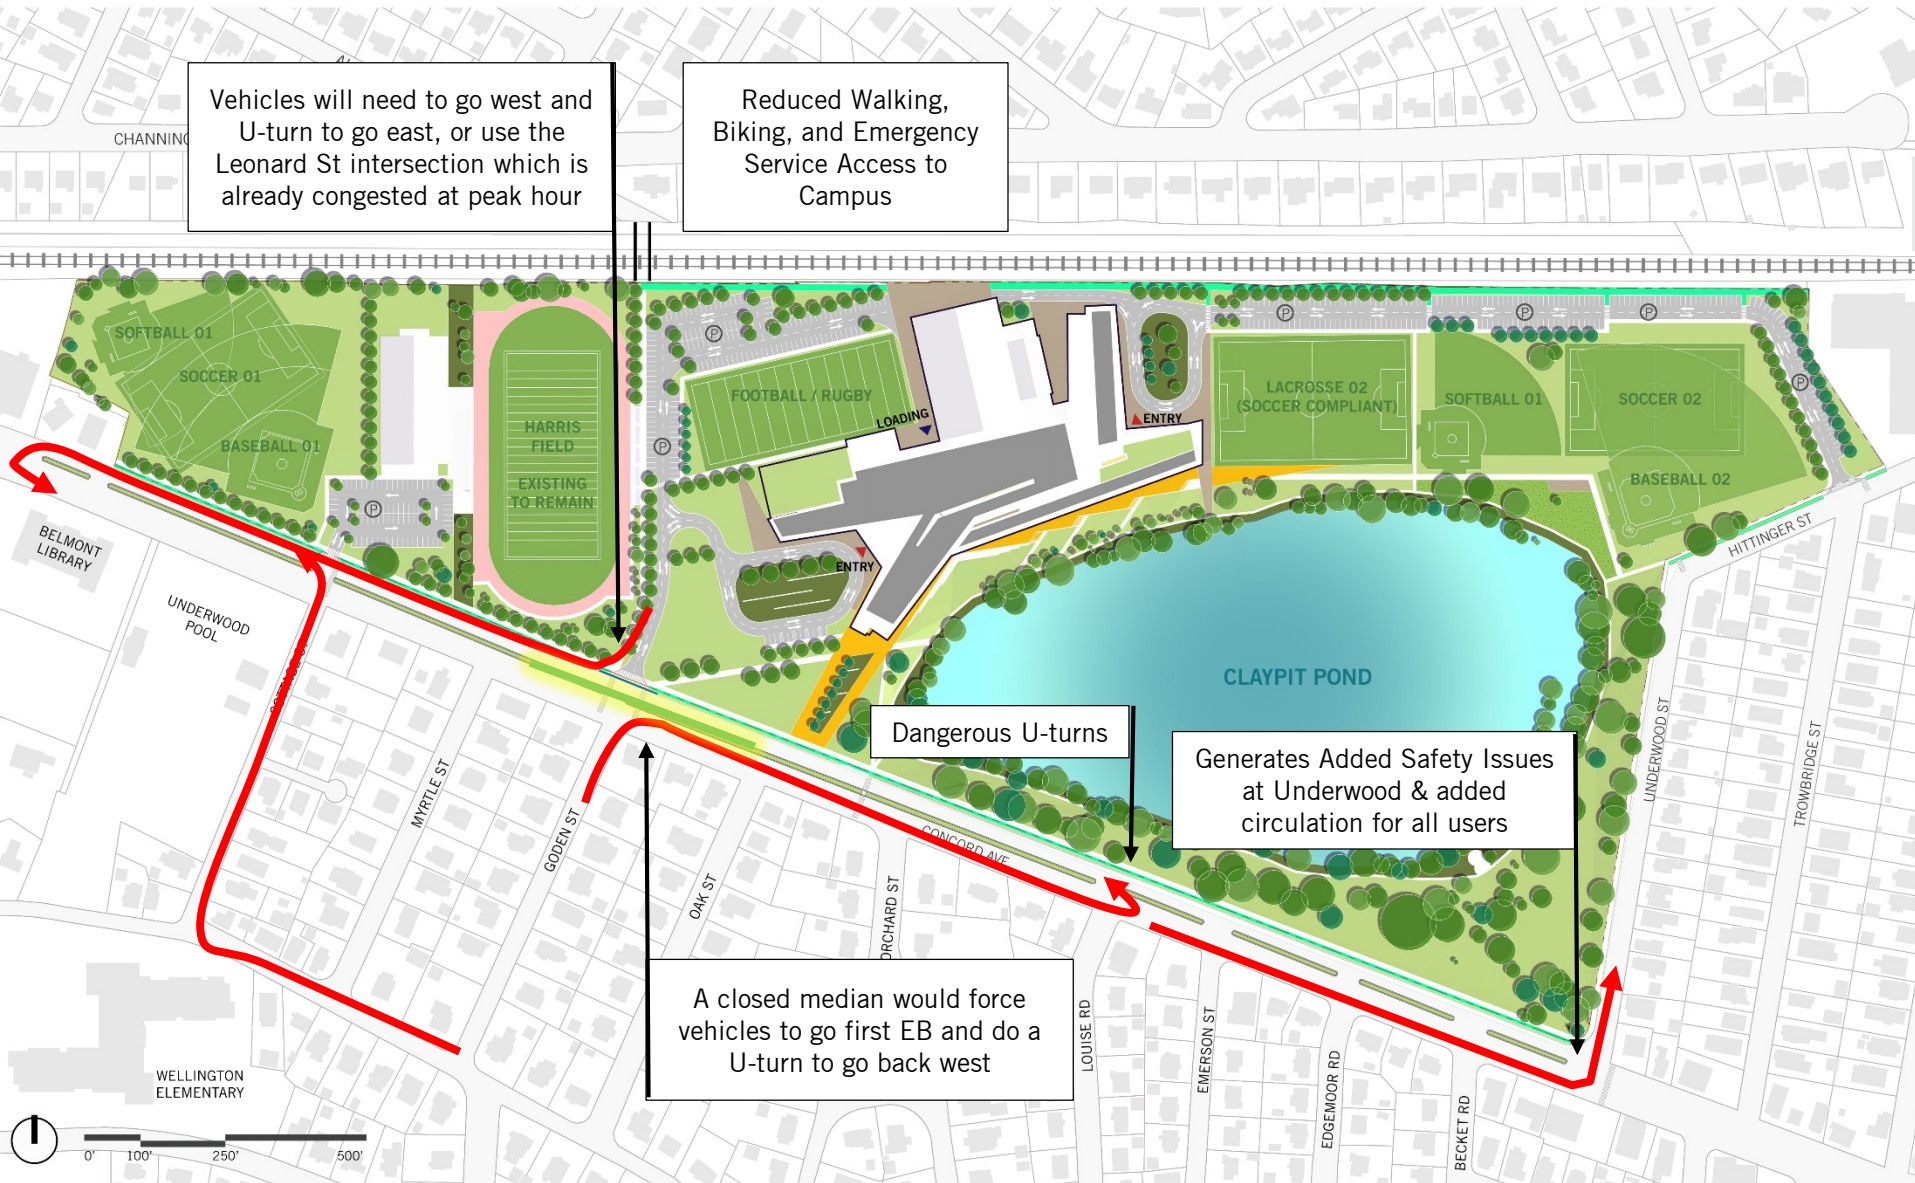 Vehicles will need to go west and
U-turn to go east, or use the
Leonard St intersection which is
already congested at peak hour
Reduced Walking,
Biking, and Emergency
Service Access to
Campus
CHANNING
SOFTBALL 01
SOCCER 01
BASEBALL 01
P
HARRIS
FIELD
EXISTING
TO REMAIN
P
P
FOOTBALL / RUGBY
LOADING
ENTRY
ENTRY
P
P
P
P
LACROSSE 02
(SOCCER COMPLIANT)
SOFTBALL 01
SOCCER 02
BASEBALL 02
HITTINGER ST
BELMONT
LIBRARY
UNDERWOOD
POOL
COTTAGE ST
MYRTLE ST
GODEN ST
OAK ST
ORCHARD ST
CONCORD AVE
CLAYPIT POND
UNDERWOOD ST
TROWBRIDGE ST
Dangerous U-turns
Generates Added Safety Issues
at Underwood & added
circulation for all users
A closed median would force
vehicles to go first EB and do a
U-turn to go back west
LOUISE RD
EMERSON ST
EDGEMOOR RD
BECKET RD
WELLINGTON
ELEMENTARY
0' 100' 250' 500'